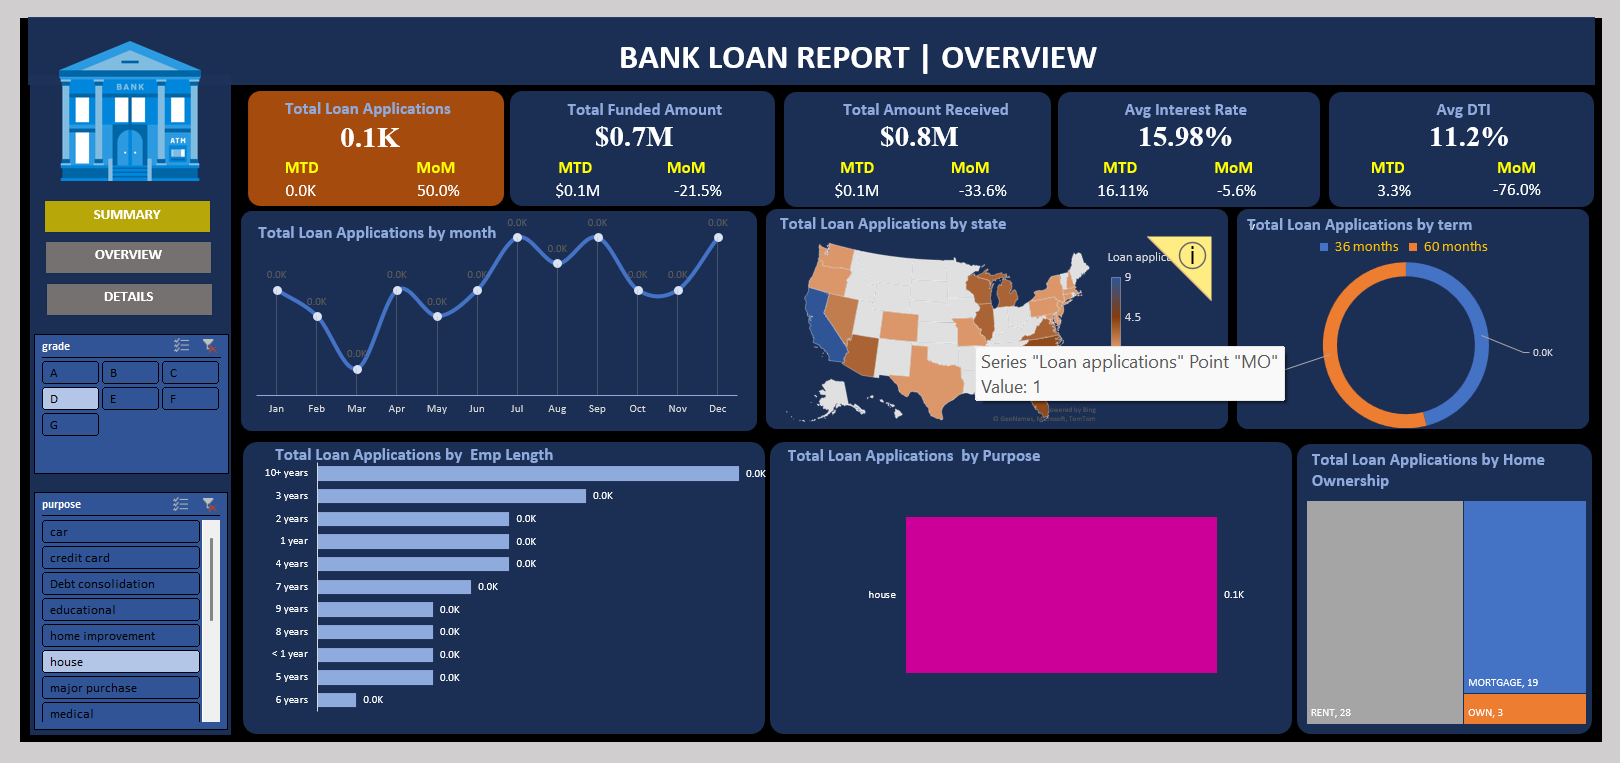 BANK LOAN REPORT | OVERVIEW
BANK
ATM
SUMMARY
OVERVIEW
DETAILS
grade
A B C
D E F
G
purpose
car
credit card
Debt consolidation
educational
home improvement
house
major purchase
medical
Total Loan Applications
0.1K
MTD MoM
0.0K 50.0%
Total Funded Amount
$0.7M
MTD MoM
$0.1M -21.5%
Total Amount Received
$0.8M
MTD MoM
$0.1M -33.6%
Avg Interest Rate
15.98%
MTD MoM
16.11% -5.6%
Avg DTI
11.2%
MTD MoM
3.3% -76.0%
Total Loan Applications by month
0.0K 0.0K 0.0K 0.0K 0.0K 0.0K 0.0K 0.0K 0.0K 0.0K 0.0K 0.0K
Jan Feb Mar Apr May Jun Jul Aug Sep Oct Nov Dec
Total Loan Applications by state
Loan applica
9
4.5
Series "Loan applications" Point "MO"
Value: 1
powered by Bing
© GeoNames, Microsoft, TomTom
Total Loan Applications by term
36 months 60 months
0.0K
Total Loan Applications by Emp Length
10+ years 0.0K
3 years 0.0K
2 years 0.0K
1 year 0.0K
4 years 0.0K
7 years 0.0K
9 years 0.0K
8 years 0.0K
< 1 year 0.0K
5 years 0.0K
6 years 0.0K
Total Loan Applications by Purpose
house 0.1K
Total Loan Applications by Home
Ownership
MORTGAGE, 19
RENT, 28
OWN, 3